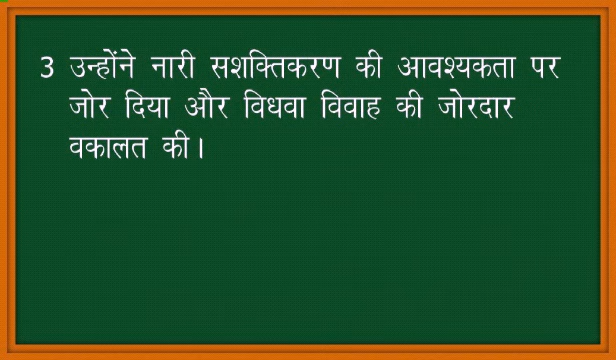 3 उन्होंने नारी सशक्तिकरण की आवश्यकता पर
जोर दिया और विधवा विवाह की जोरदार
वकालत की।